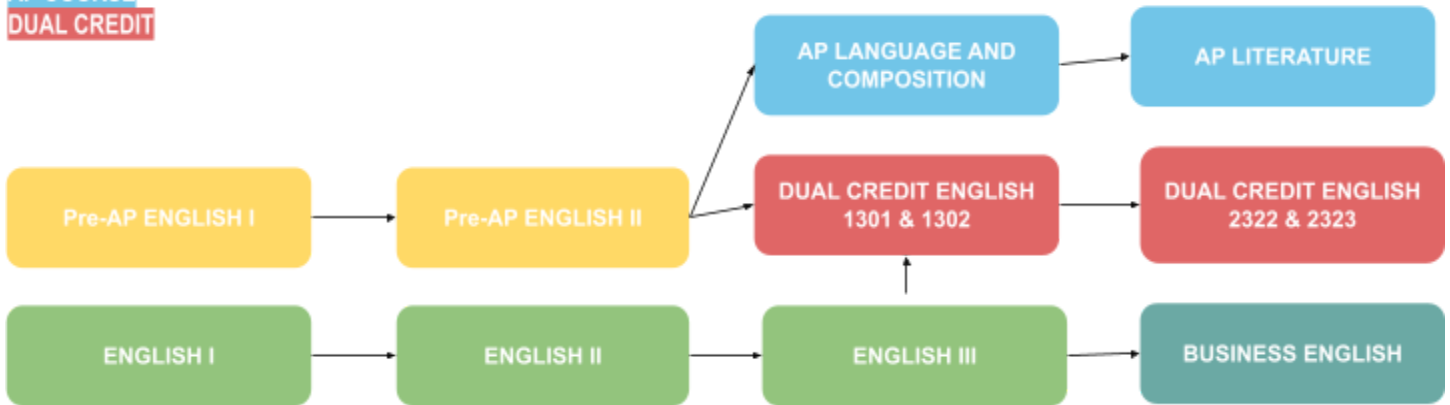 DUAL CREDIT
AP LANGUAGE AND
COMPOSITION
AP LITERATURE
Pre-AP ENGLISH I
Pre-AP ENGLISH II
DUAL CREDIT ENGLISH
1301 & 1302
DUAL CREDIT ENGLISH
2322 & 2323
ENGLISH I
ENGLISH II
ENGLISH III
BUSINESS ENGLISH